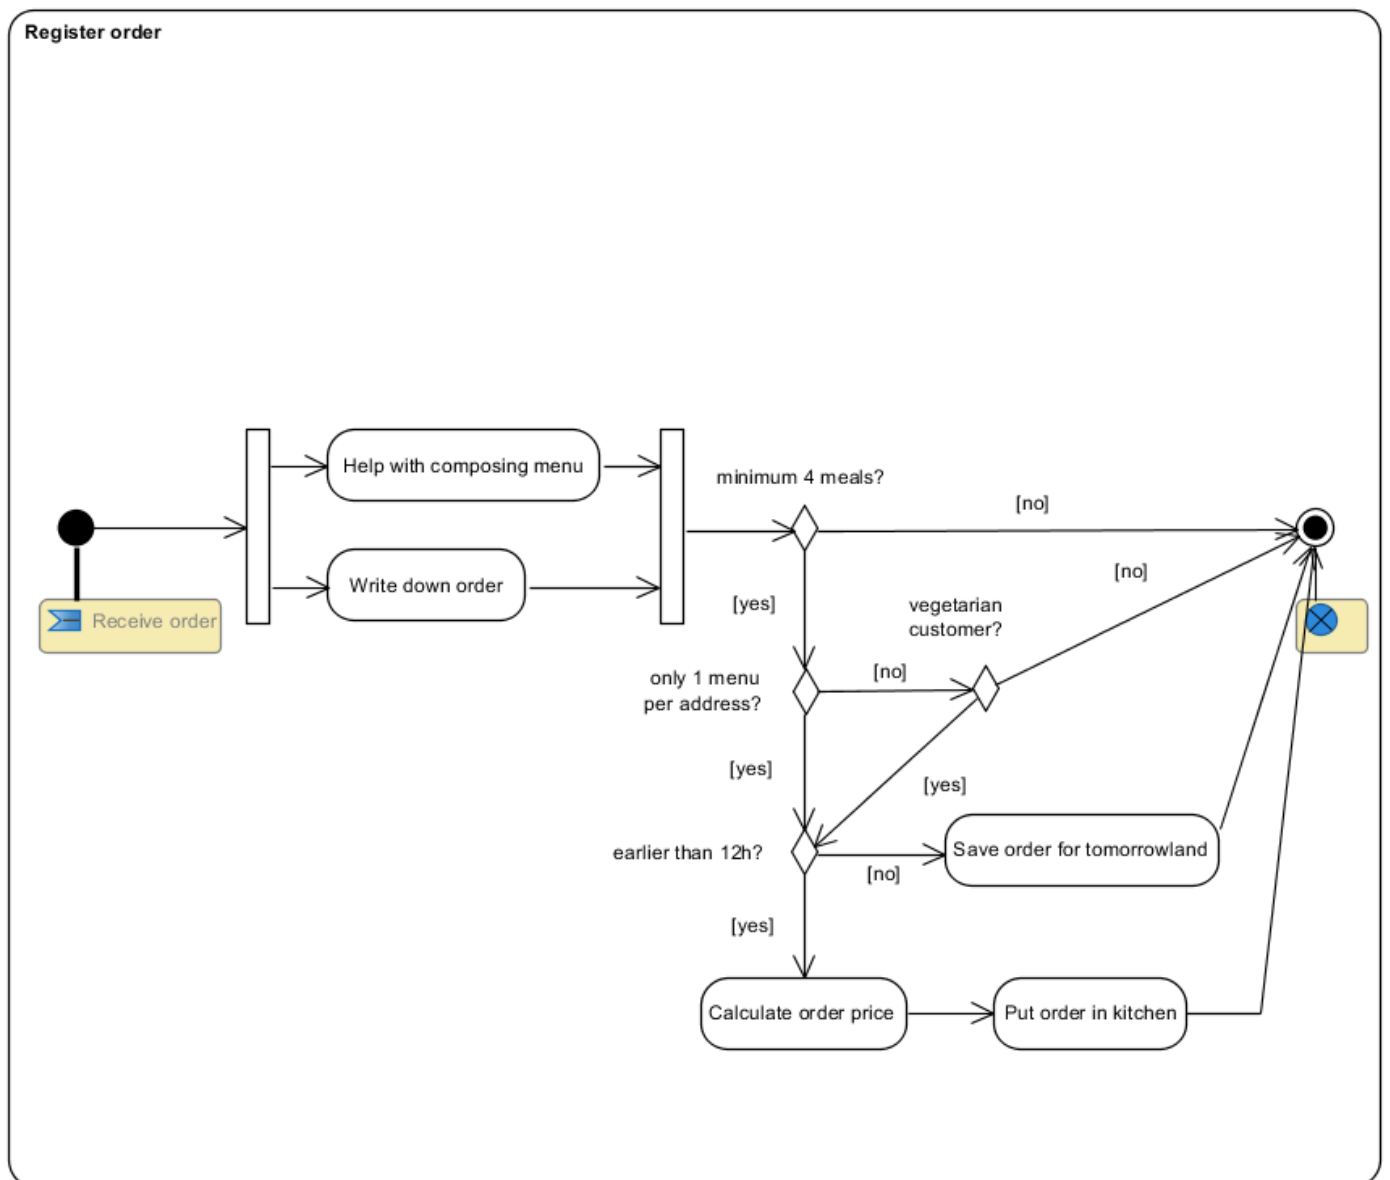 Register order
Help with composing menu
minimum 4 meals?
[no]
Write down order
[no]
[yes]
vegetarian
customer?
Receive order
only 1 menu
per address?
[no]
[yes]
[yes]
earlier than 12h?
Save order for tomorrowland
[no]
[yes]
Calculate order price
Put order in kitchen